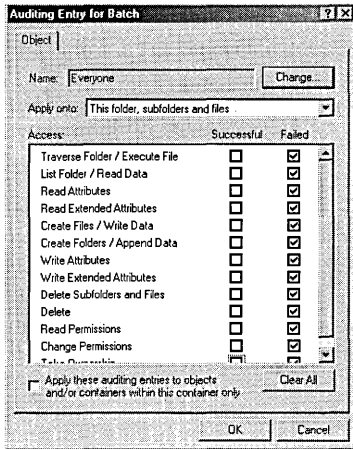 Auditing Entry for Batch
Object
Name: Everyone Change...
Apply onto: This folder, subfolders and files
Access: Successful Failed
Traverse Folder / Execute File
List Folder / Read Data
Read Attributes
Read Extended Attributes
Create Files / Write Data
Create Folders / Append Data
Write Attributes
Write Extended Attributes
Delete Subfolders and Files
Delete
Read Permissions
Change Permissions
Take Ownership
Apply these auditing entries to objects Clear All
and/or containers within this container only
OK Cancel